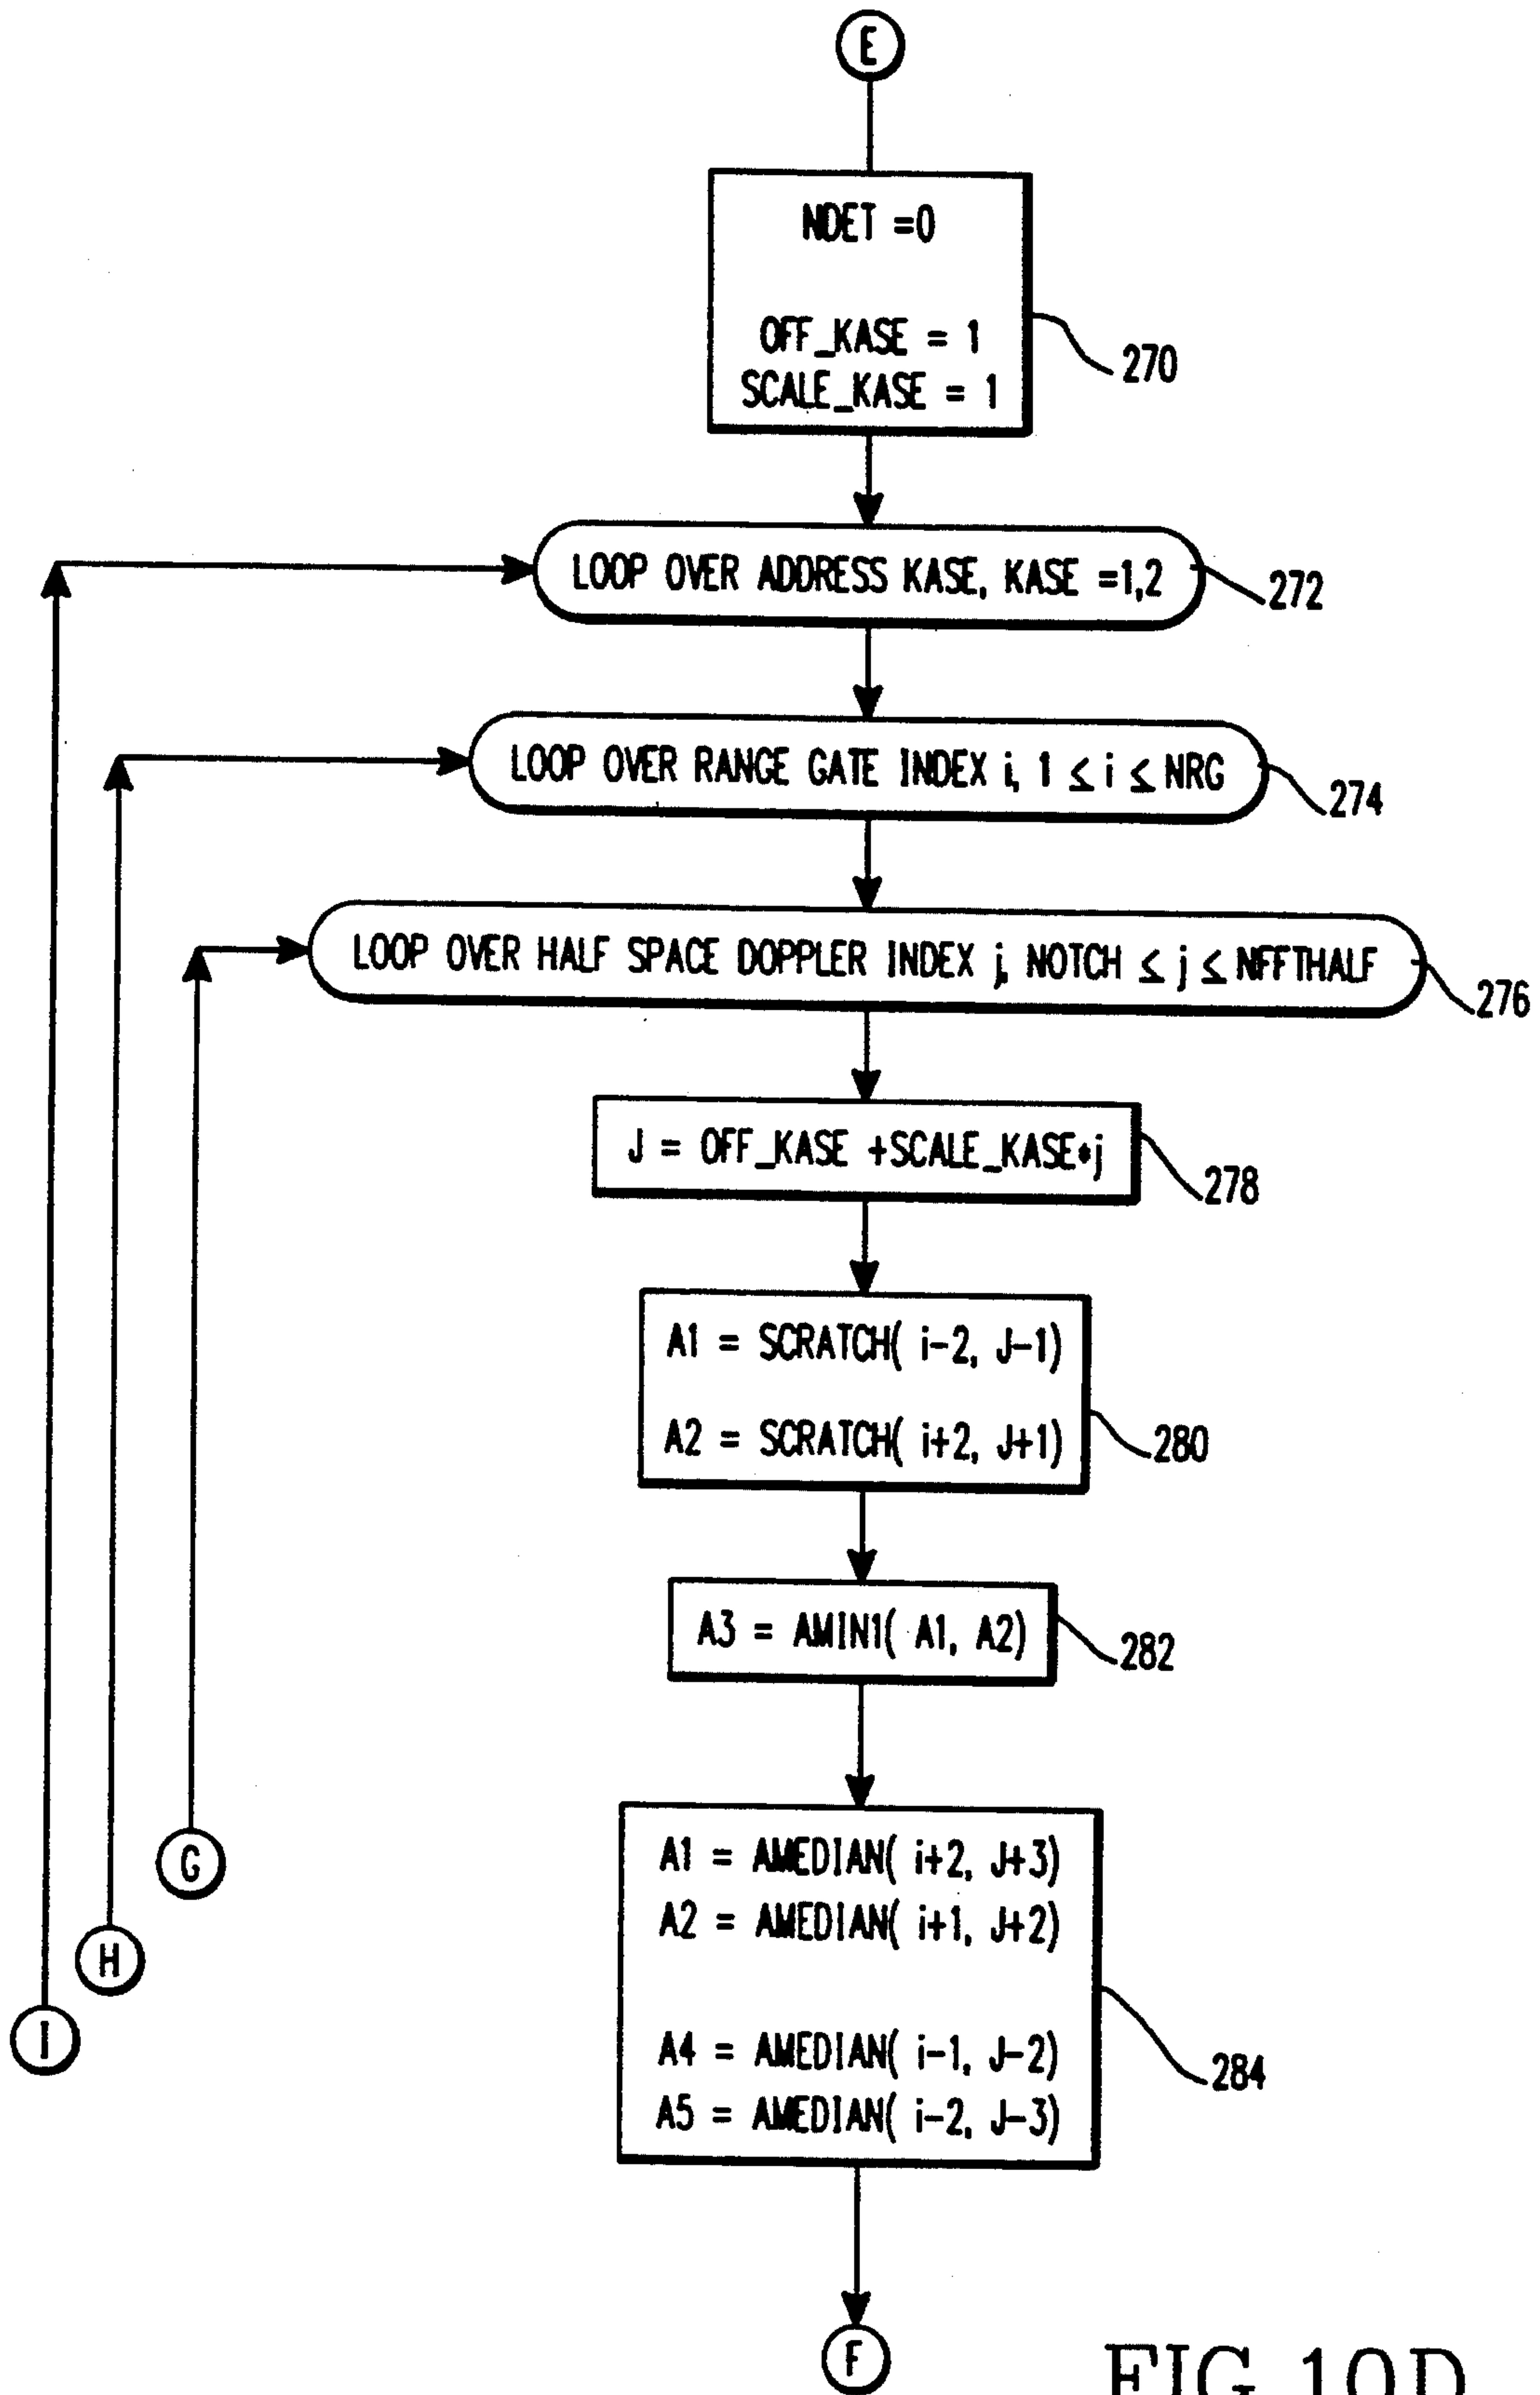 E
NDET =0
OFF_KASE = 1
SCALE_KASE = 1
270
LOOP OVER ADDRESS KASE, KASE =1,2
272
LOOP OVER RANGE GATE INDEX i, 1 ≤ i ≤ NRG
274
LOOP OVER HALF SPACE DOPPLER INDEX j, NOTCH ≤ j ≤ NFFTHALF
276
J = OFF_KASE +SCALE_KASE*j
278
A1 = SCRATCH( i-2, J-1)
A2 = SCRATCH( i+2, J+1)
280
A3 = AMIN1( A1, A2)
282
A1 = AMEDIAN( i+2, J+3)
A2 = AMEDIAN( i+1, J+2)
A4 = AMEDIAN( i-1, J-2)
A5 = AMEDIAN( i-2, J-3)
284
G
H
I
F
FIG. 10D